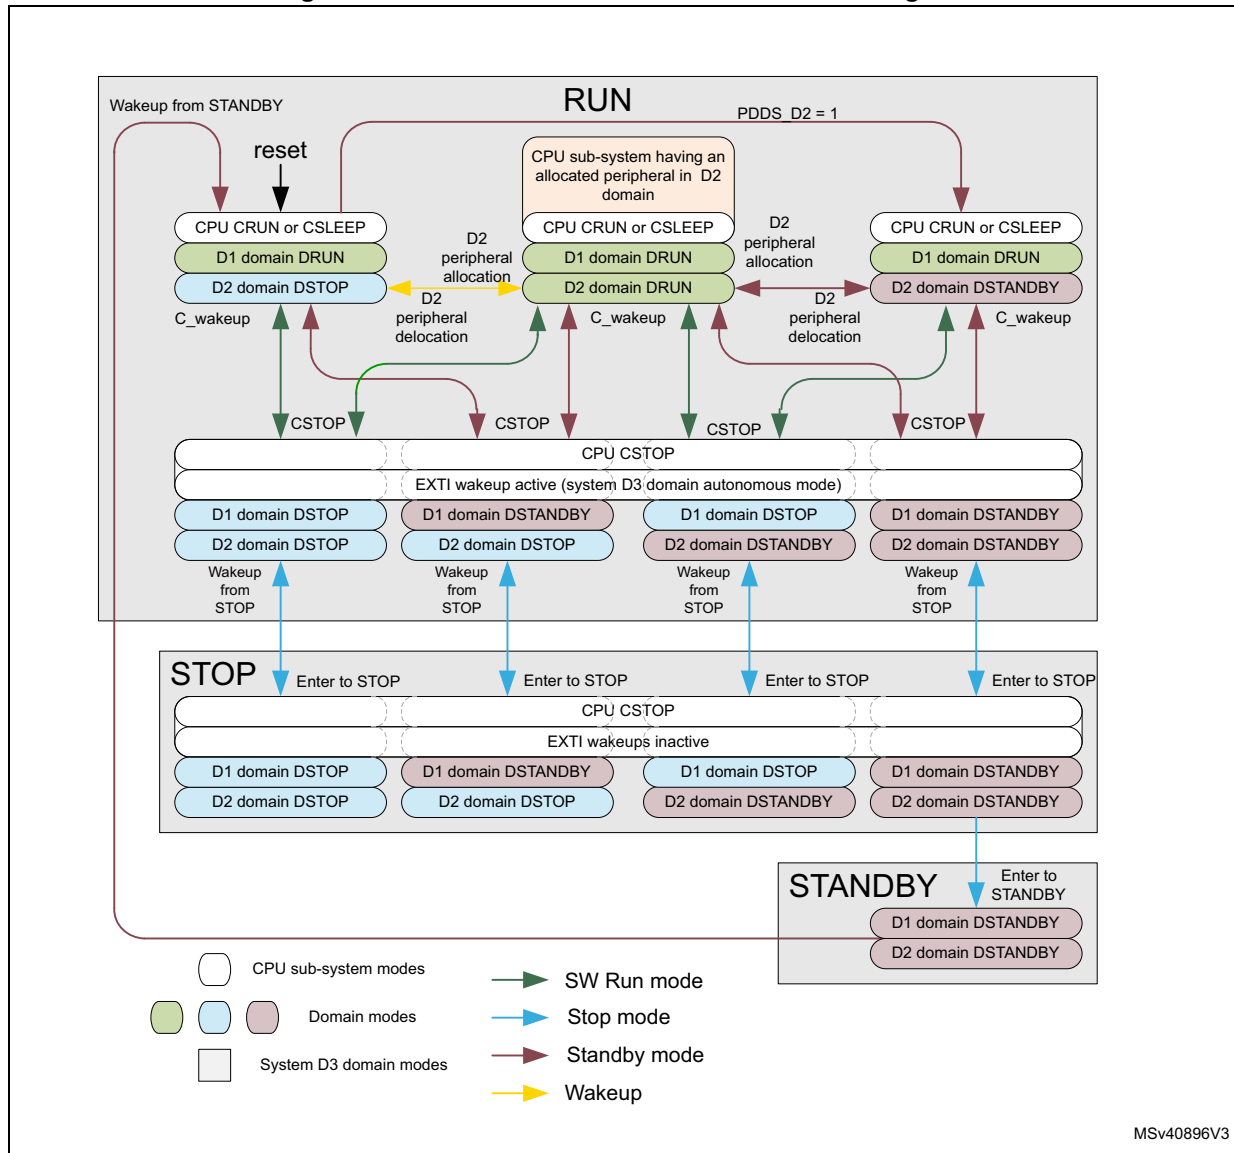 Wakeup from STANDBY
RUN
PDDS_D2 = 1
reset
CPU sub-system having an
allocated peripheral in D2
domain
CPU CRUN or CSLEEP
D1 domain DRUN
D2 domain DSTOP
D2
peripheral
allocation
D2
peripheral
delocation
CPU CRUN or CSLEEP
D1 domain DRUN
D2 domain DRUN
D2
peripheral
allocation
D2
peripheral
delocation
CPU CRUN or CSLEEP
D1 domain DRUN
D2 domain DSTANDBY
C_wakeup
C_wakeup
C_wakeup
CSTOP
CSTOP
CSTOP
CSTOP
CPU CSTOP
EXTI wakeup active (system D3 domain autonomous mode)
D1 domain DSTOP
D2 domain DSTOP
D1 domain DSTANDBY
D2 domain DSTOP
D1 domain DSTOP
D2 domain DSTANDBY
D1 domain DSTANDBY
D2 domain DSTANDBY
Wakeup
from
STOP
Wakeup
from
STOP
Wakeup
from
STOP
Wakeup
from
STOP
STOP
Enter to STOP
Enter to STOP
Enter to STOP
Enter to STOP
CPU CSTOP
EXTI wakeups inactive
D1 domain DSTOP
D2 domain DSTOP
D1 domain DSTANDBY
D2 domain DSTOP
D1 domain DSTOP
D2 domain DSTANDBY
D1 domain DSTANDBY
D2 domain DSTANDBY
STANDBY
Enter to
STANDBY
D1 domain DSTANDBY
D2 domain DSTANDBY
CPU sub-system modes
Domain modes
System D3 domain modes
SW Run mode
Stop mode
Standby mode
Wakeup
MSv40896V3